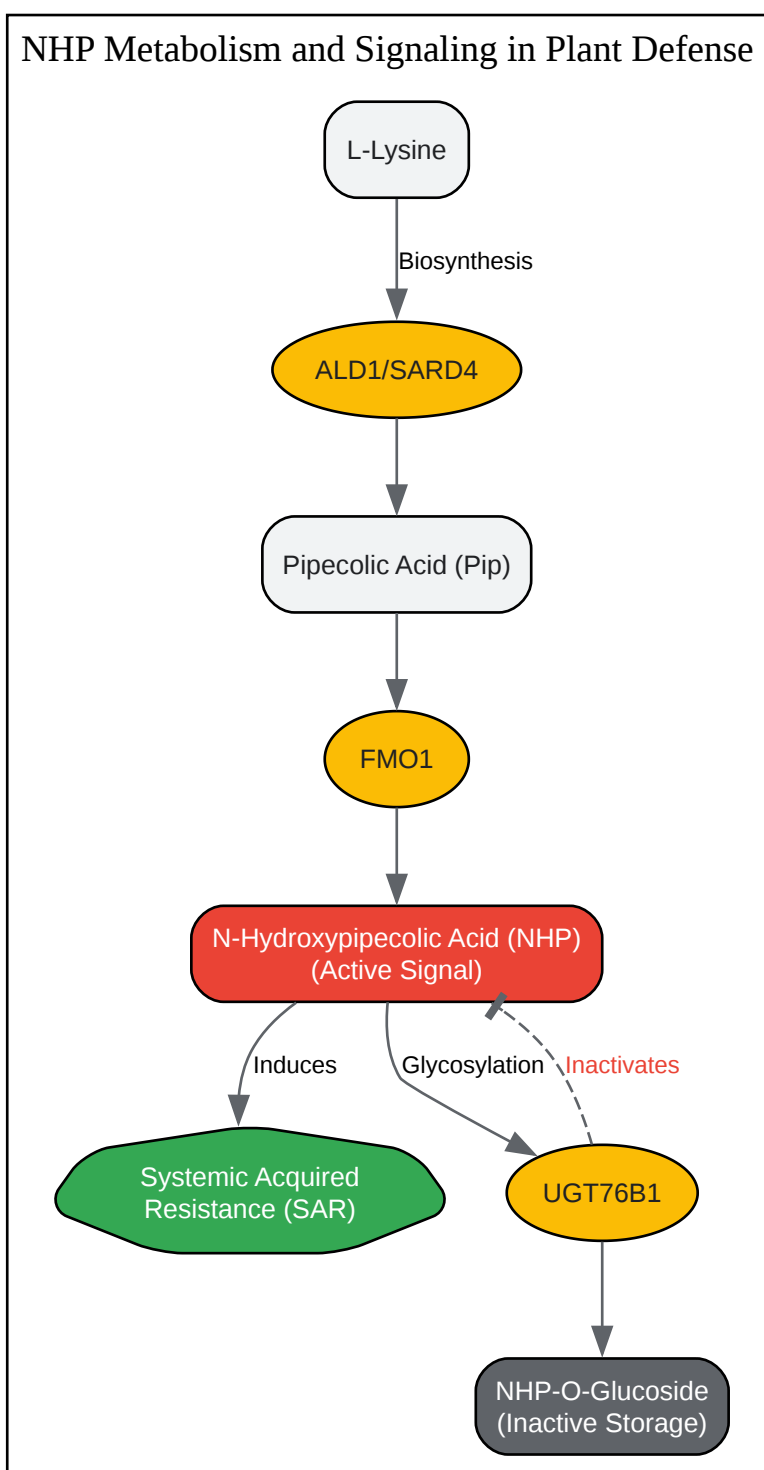 NHP Metabolism and Signaling in Plant Defense
L-Lysine
Biosynthesis
ALD1/SARD4
Pipecolic Acid (Pip)
FMO1
N-Hydroxypipecolic Acid (NHP)
(Active Signal)
Induces
Glycosylation
Inactivates
Systemic Acquired
Resistance (SAR)
UGT76B1
NHP-O-Glucoside
(Inactive Storage)